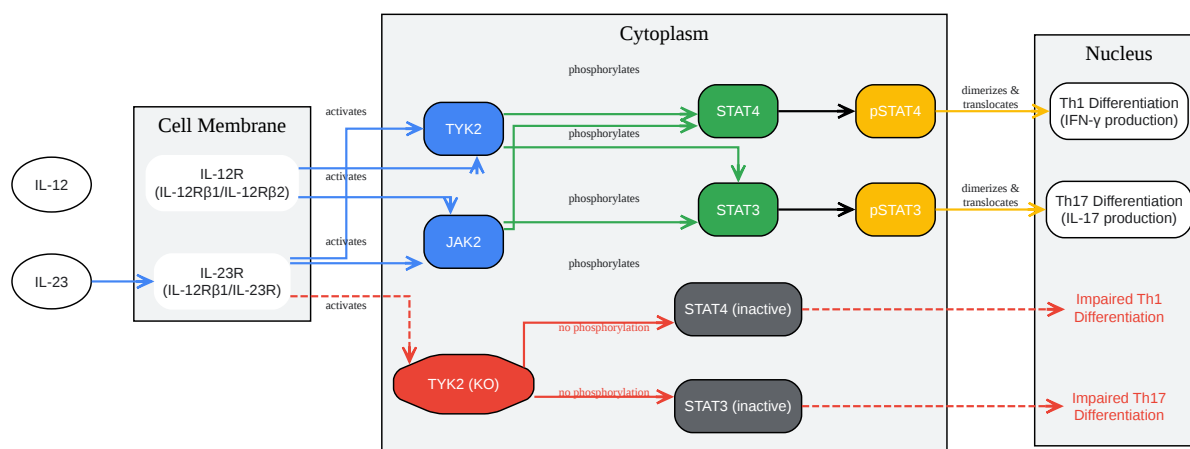 Cytoplasm
Nucleus
Cell Membrane
IL-12
IL-23
IL-12R
(IL-12Rβ1/IL-12Rβ2)
IL-23R
(IL-12Rβ1/IL-23R)
activates
activates
activates
activates
TYK2
JAK2
TYK2 (KO)
phosphorylates
phosphorylates
phosphorylates
phosphorylates
no phosphorylation
no phosphorylation
STAT4
STAT3
STAT4 (inactive)
STAT3 (inactive)
pSTAT4
pSTAT3
dimerizes &
translocates
dimerizes &
translocates
Th1 Differentiation
(IFN-γ production)
Th17 Differentiation
(IL-17 production)
Impaired Th1
Differentiation
Impaired Th17
Differentiation